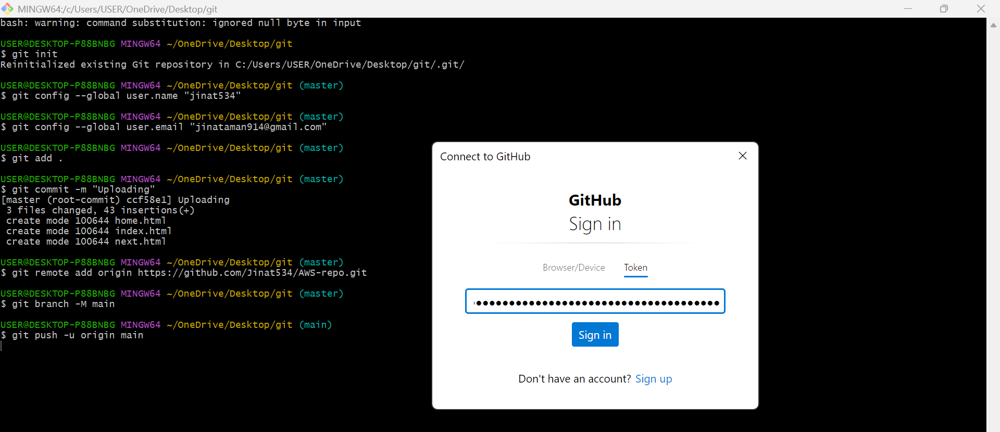 MINGW64:/c/Users/USER/OneDrive/Desktop/git
bash: warning: command substitution: ignored null byte in input
USER@DESKTOP-P88BNBG MINGW64 ~/OneDrive/Desktop/git
$ git init
Reinitialized existing Git repository in C:/Users/USER/OneDrive/Desktop/git/.git/
USER@DESKTOP-P88BNBG MINGW64 ~/OneDrive/Desktop/git (master)
$ git config --global user.name "jinat534"
USER@DESKTOP-P88BNBG MINGW64 ~/OneDrive/Desktop/git (master)
$ git config --global user.email "jinataman914@gmail.com"
USER@DESKTOP-P88BNBG MINGW64 ~/OneDrive/Desktop/git (master)
$ git add .
USER@DESKTOP-P88BNBG MINGW64 ~/OneDrive/Desktop/git (master)
$ git commit -m "Uploading"
[master (root-commit) ccf58e1] Uploading
3 files changed, 43 insertions(+)
create mode 100644 home.html
create mode 100644 index.html
create mode 100644 next.html
USER@DESKTOP-P88BNBG MINGW64 ~/OneDrive/Desktop/git (master)
$ git remote add origin https://github.com/Jinat534/AWS-repo.git
USER@DESKTOP-P88BNBG MINGW64 ~/OneDrive/Desktop/git (master)
$ git branch -M main
USER@DESKTOP-P88BNBG MINGW64 ~/OneDrive/Desktop/git (main)
$ git push -u origin main
Connect to GitHub
GitHub
Sign in
Browser/Device Token
Sign in
Don't have an account? Sign up